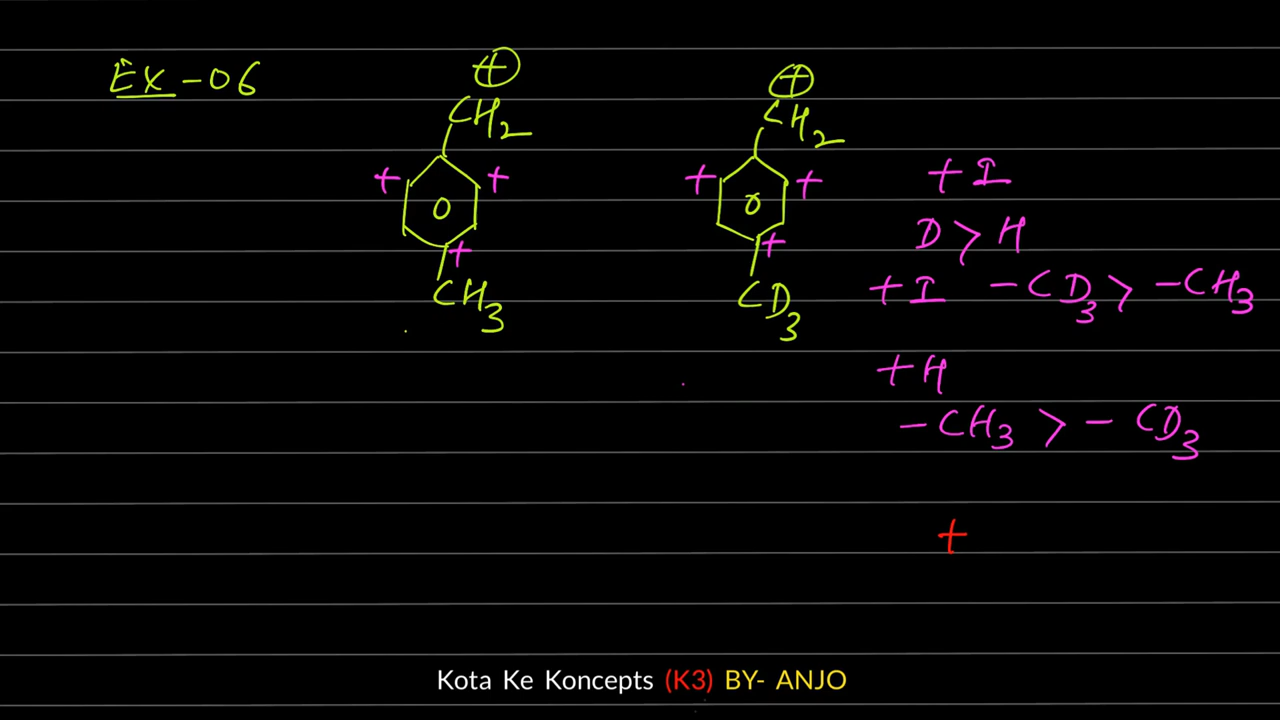 EX-06
⊕ ⊕
CH2 CH2
+ + + + + I
+ + D > H
CH3 CD3 + I - CD3 > - CH3
+ H
- CH3 > - CD3
+
Kota Ke Koncepts (K3) BY- ANJO